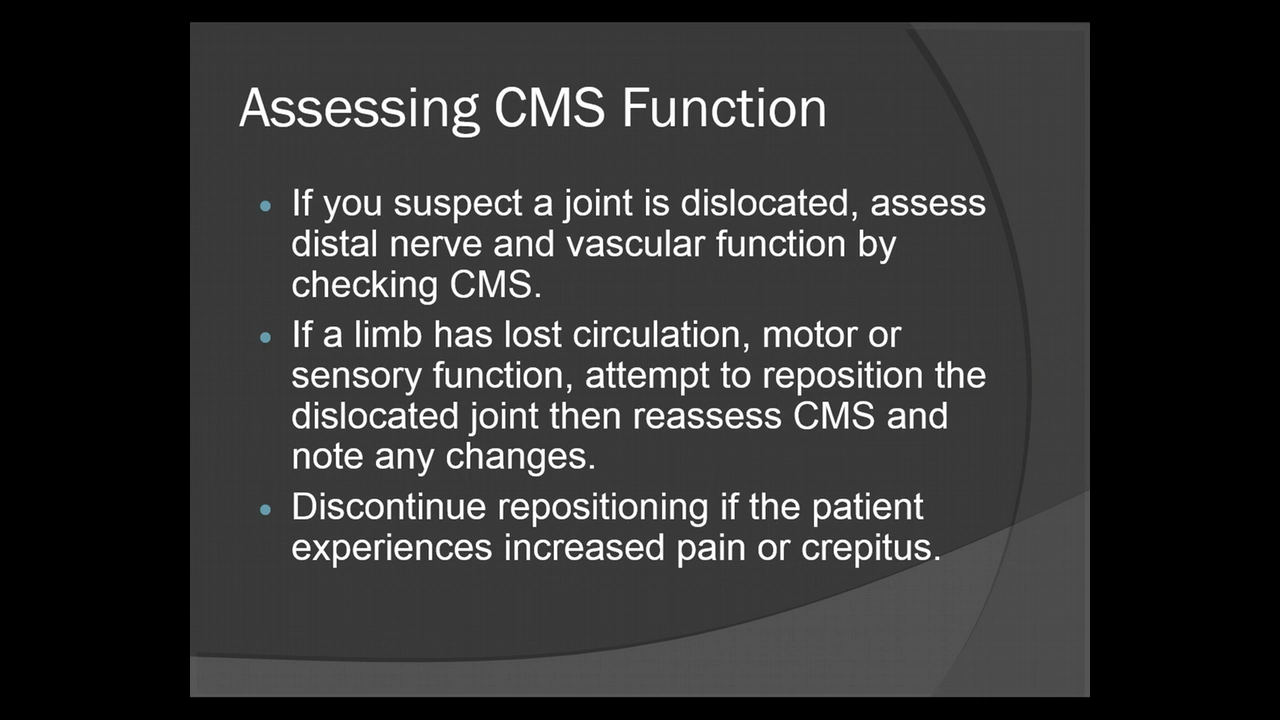 Assessing CMS Function
• If you suspect a joint is dislocated, assess
distal nerve and vascular function by
checking CMS.
• If a limb has lost circulation, motor or
sensory function, attempt to reposition the
dislocated joint then reassess CMS and
note any changes.
• Discontinue repositioning if the patient
experiences increased pain or crepitus.